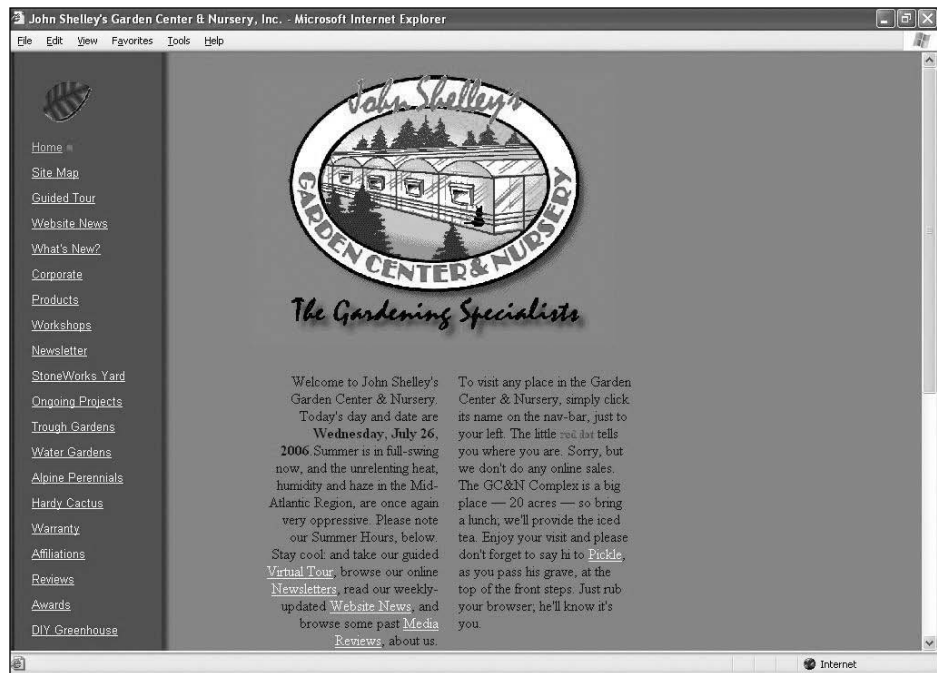 John Shelley's Garden Center & Nursery, Inc. - Microsoft Internet Explorer
File Edit View Favorites Tools Help
Home
Site Map
Guided Tour
Website News
What's New?
Corporate
Products
Workshops
Newsletter
StoneWorks Yard
Ongoing Projects
Trough Gardens
Water Gardens
Alpine Perennials
Hardy Cactus
Warranty
Affiliations
Reviews
Awards
DIY Greenhouse
John Shelley's
GARDEN CENTER & NURSERY
The Gardening Specialists
Welcome to John Shelley's
Garden Center & Nursery.
Today's day and date are
Wednesday, July 26,
2006.Summer is in full-swing
now, and the unrelenting heat,
humidity and haze in the Mid-
Atlantic Region, are once again
very oppressive. Please note
our Summer Hours, below.
Stay cool: and take our guided
Virtual Tour, browse our online
Newsletters, read our weekly-
updated Website News, and
browse some past Media
Reviews, about us.
To visit any place in the Garden
Center & Nursery, simply click
its name on the nav-bar, just to
your left. The little red dot tells
you where you are. Sorry, but
we don't do any online sales.
The GC&N Complex is a big
place — 20 acres — so bring
a lunch; we'll provide the iced
tea. Enjoy your visit and please
don't forget to say hi to Pickle,
as you pass his grave, at the
top of the front steps. Just rub
your browser; he'll know it's
you.
Internet